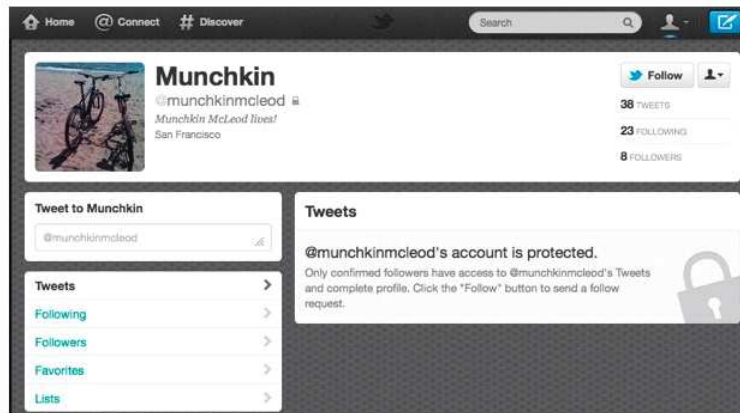 Home @ Connect # Discover Search
Munchkin
@munchkinmcleod
Munchkin McLeod lives!
San Francisco
Follow
38 TWEETS
23 FOLLOWING
8 FOLLOWERS
Tweet to Munchkin
@munchkinmcleod
Tweets
Following
Followers
Favorites
Lists
Tweets
@munchkinmcleod's account is protected.
Only confirmed followers have access to @munchkinmcleod's Tweets
and complete profile. Click the "Follow" button to send a follow
request.